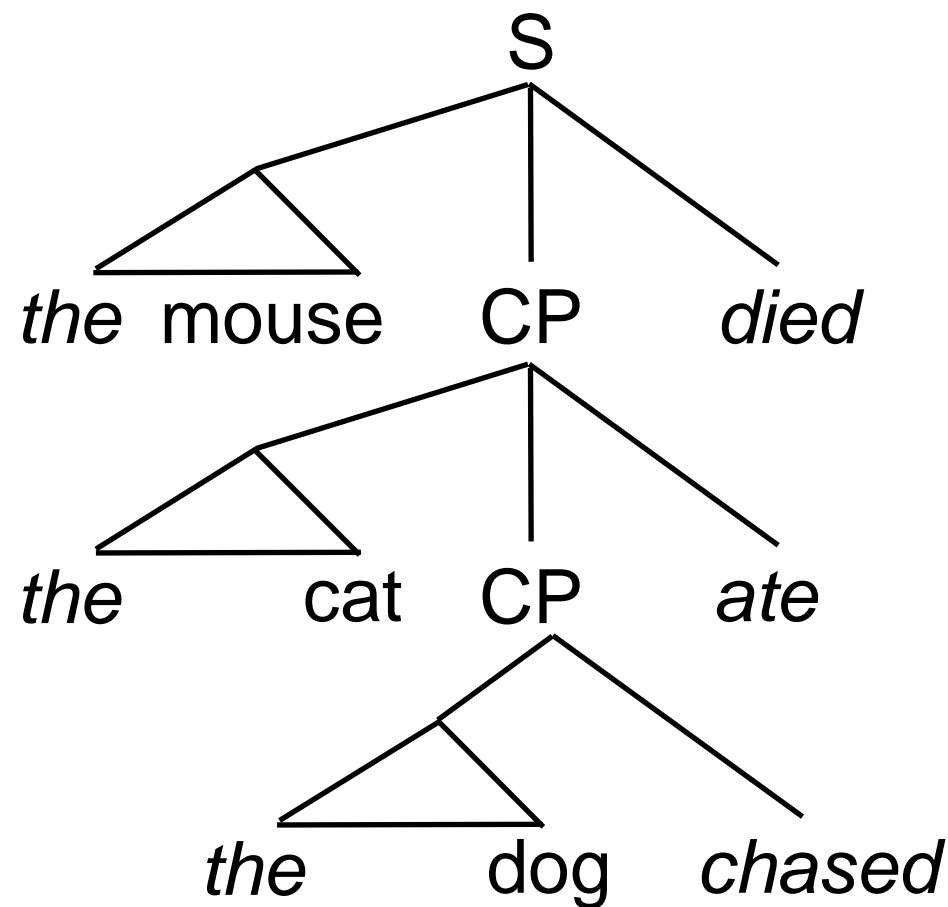 S
the mouse CP died
the cat CP ate
the dog chased